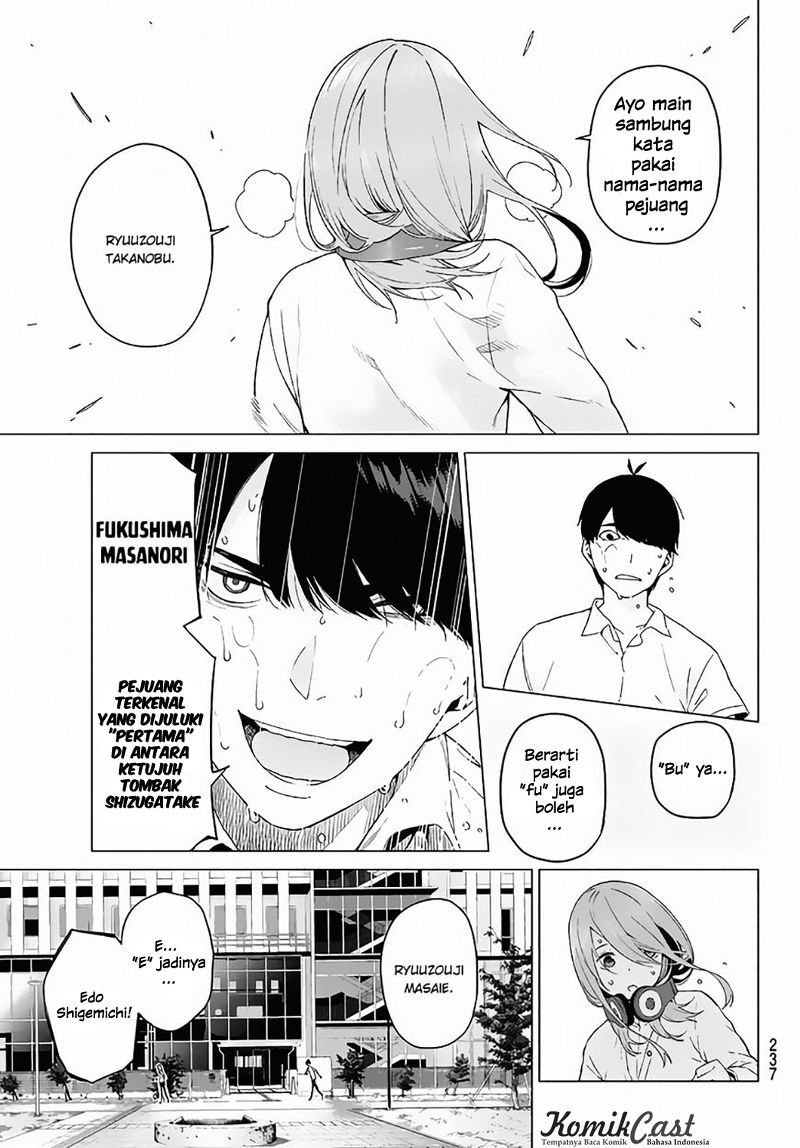 Ayo main
sambung
kata
pakai
nama-nama
pejuang
...
RYUUZOUJI
TAKANOBU.
"Bu" ya...
Berarti
pakai
"fu" juga
boleh
...
FUKUSHIMA
MASANORI
PEJUANG
TERKENAL
YANG DIJULUKI
"PERTAMA"
DI ANTARA
KETUJUH
TOMBAK
SHIZUGATAKE
RYUUZOUJI
MASAIE.
E...
"E" jadinya
...
Edo
Shigemichi!
237
KomikCast
Tempatnya Baca Komik Bahasa Indonesia